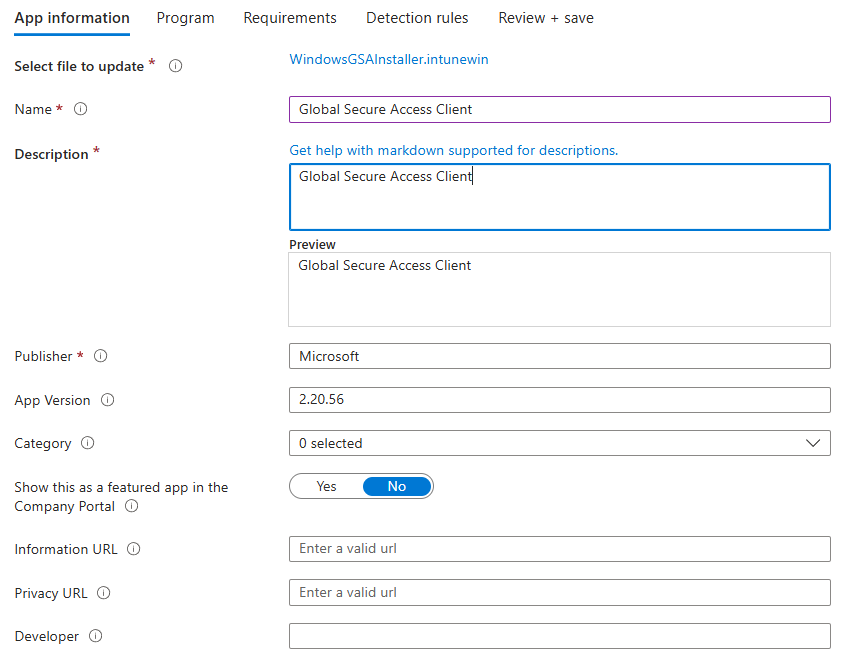 App information Program Requirements Detection rules Review + save
Select file to update * WindowsGSAInstaller.intunewin
Name * Global Secure Access Client
Description * Get help with markdown supported for descriptions.
Global Secure Access Client
Preview
Global Secure Access Client
Publisher * Microsoft
App Version 2.20.56
Category 0 selected
Show this as a featured app in the Yes No
Company Portal
Information URL Enter a valid url
Privacy URL Enter a valid url
Developer